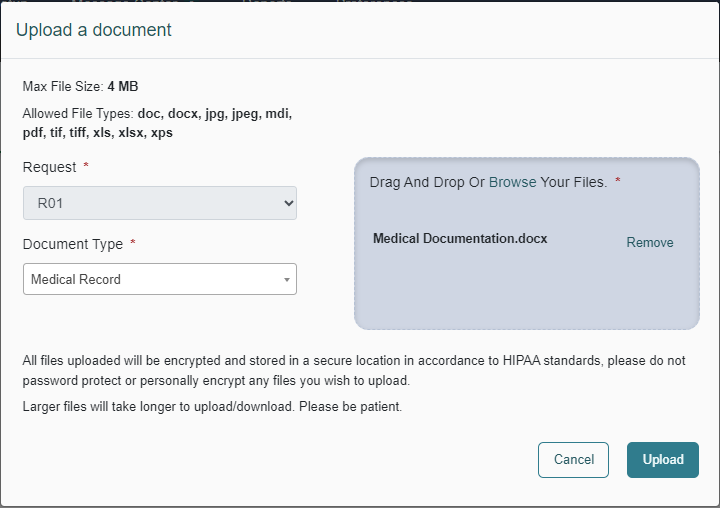 Upload a document
Max File Size: 4 MB
Allowed File Types: doc, docx, jpg, jpeg, mdi,
pdf, tif, tiff, xls, xlsx, xps
Request *
R01
Document Type *
Medical Record
Drag And Drop Or Browse Your Files. *
Medical Documentation.docx
Remove
All files uploaded will be encrypted and stored in a secure location in accordance to HIPAA standards, please do not
password protect or personally encrypt any files you wish to upload.
Larger files will take longer to upload/download. Please be patient.
Cancel
Upload